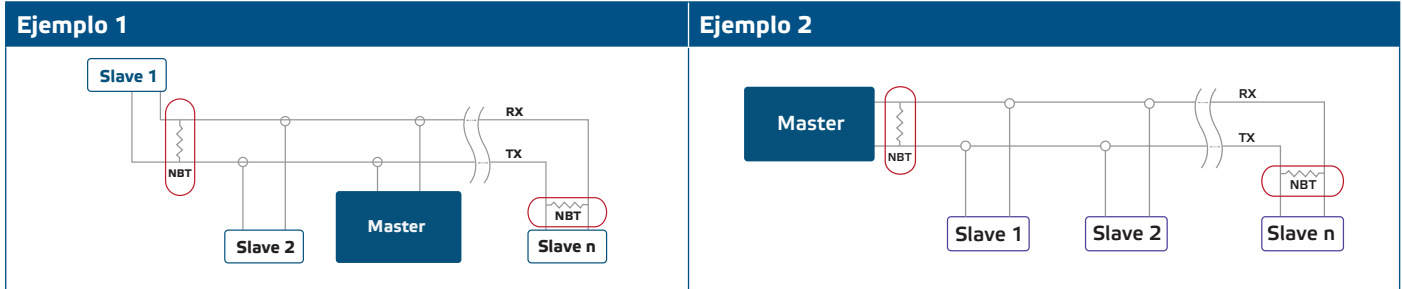 Ejemplo 1
Slave 1
RX
TX
NBT
NBT
Master
Slave 2
Slave n
Ejemplo 2
RX
Master
TX
NBT
NBT
Slave 1
Slave 2
Slave n